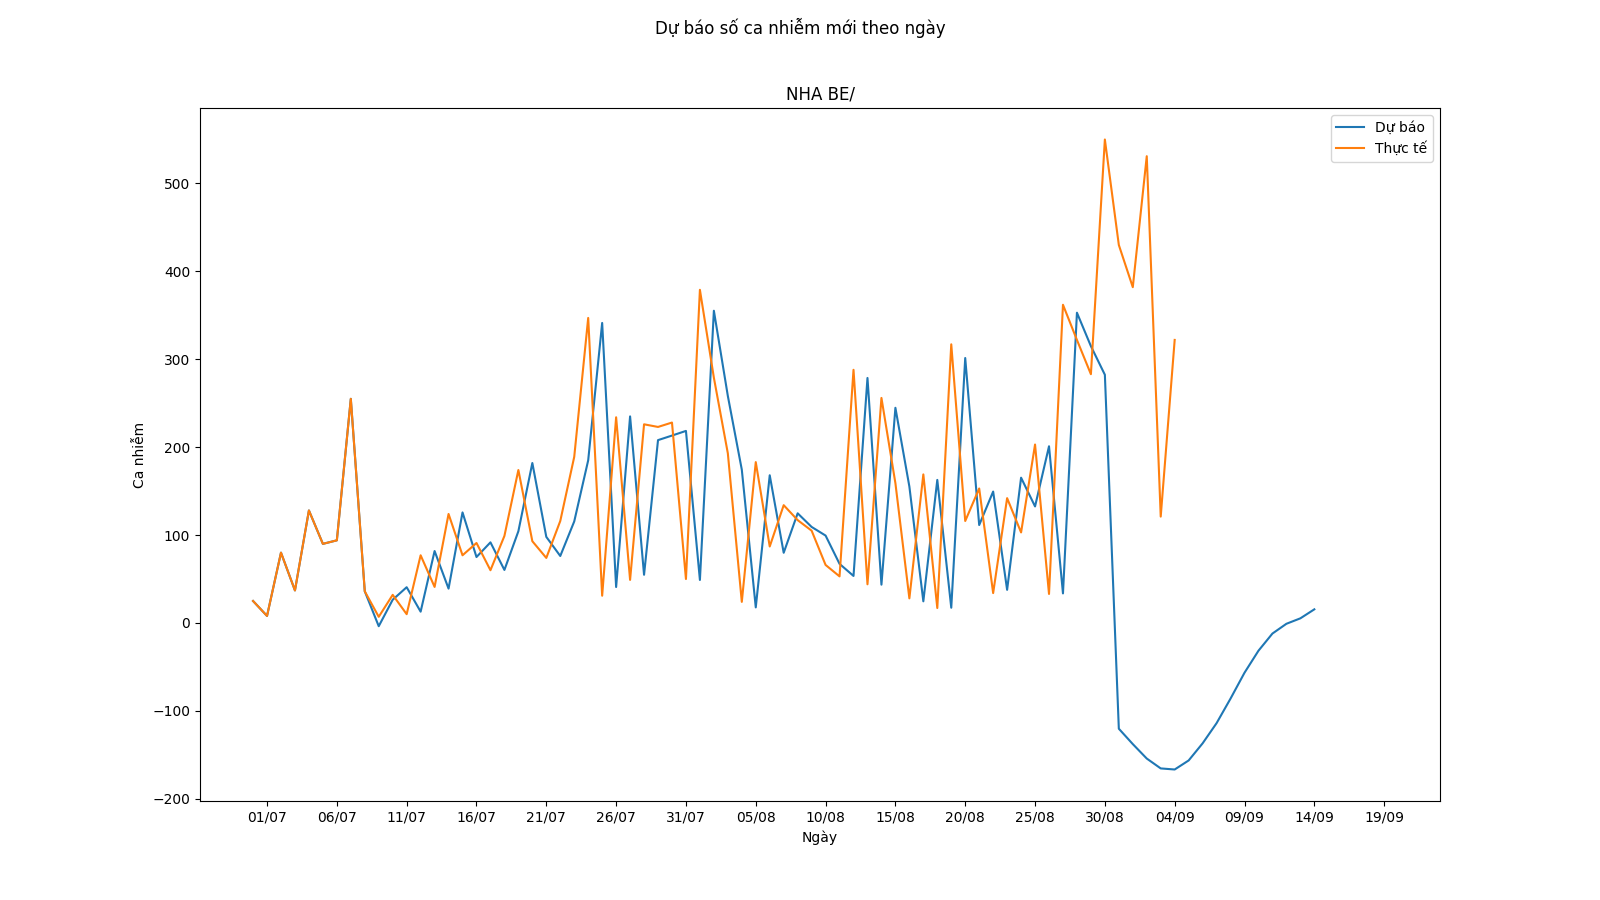 Dự báo số ca nhiễm mới theo ngày
NHA BE/
Dự báo
Thực tế
Ca nhiễm
500
400
300
200
100
0
−100
−200
01/07 06/07 11/07 16/07 21/07 26/07 31/07 05/08 10/08 15/08 20/08 25/08 30/08 04/09 09/09 14/09 19/09
Ngày